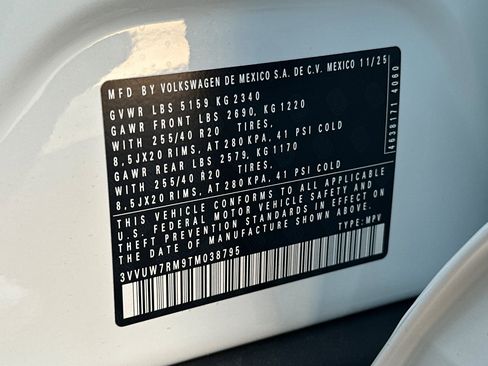 MFD BY VOLKSWAGEN DE MEXICO S.A. DE C.V. MEXICO 11/25
GVWR LBS 5159 KG 2340
GAWR FRONT LBS 2690, KG 1220
WITH 255/40 R20 TIRES,
8,5JX20 RIMS, AT 280 KPA, 41 PSI COLD
GAWR REAR LBS 2579, KG 1170
WITH 255/40 R20 TIRES,
8,5JX20 RIMS, AT 280 KPA, 41 PSI COLD
THIS VEHICLE CONFORMS TO ALL APPLICABLE
U.S. FEDERAL MOTOR VEHICLE SAFETY AND
THEFT PREVENTION STANDARDS IN EFFECT ON
THE DATE OF MANUFACTURE SHOWN ABOVE.
3VVUW7RM9TM038795 TYPE: MPV
4638171 4060